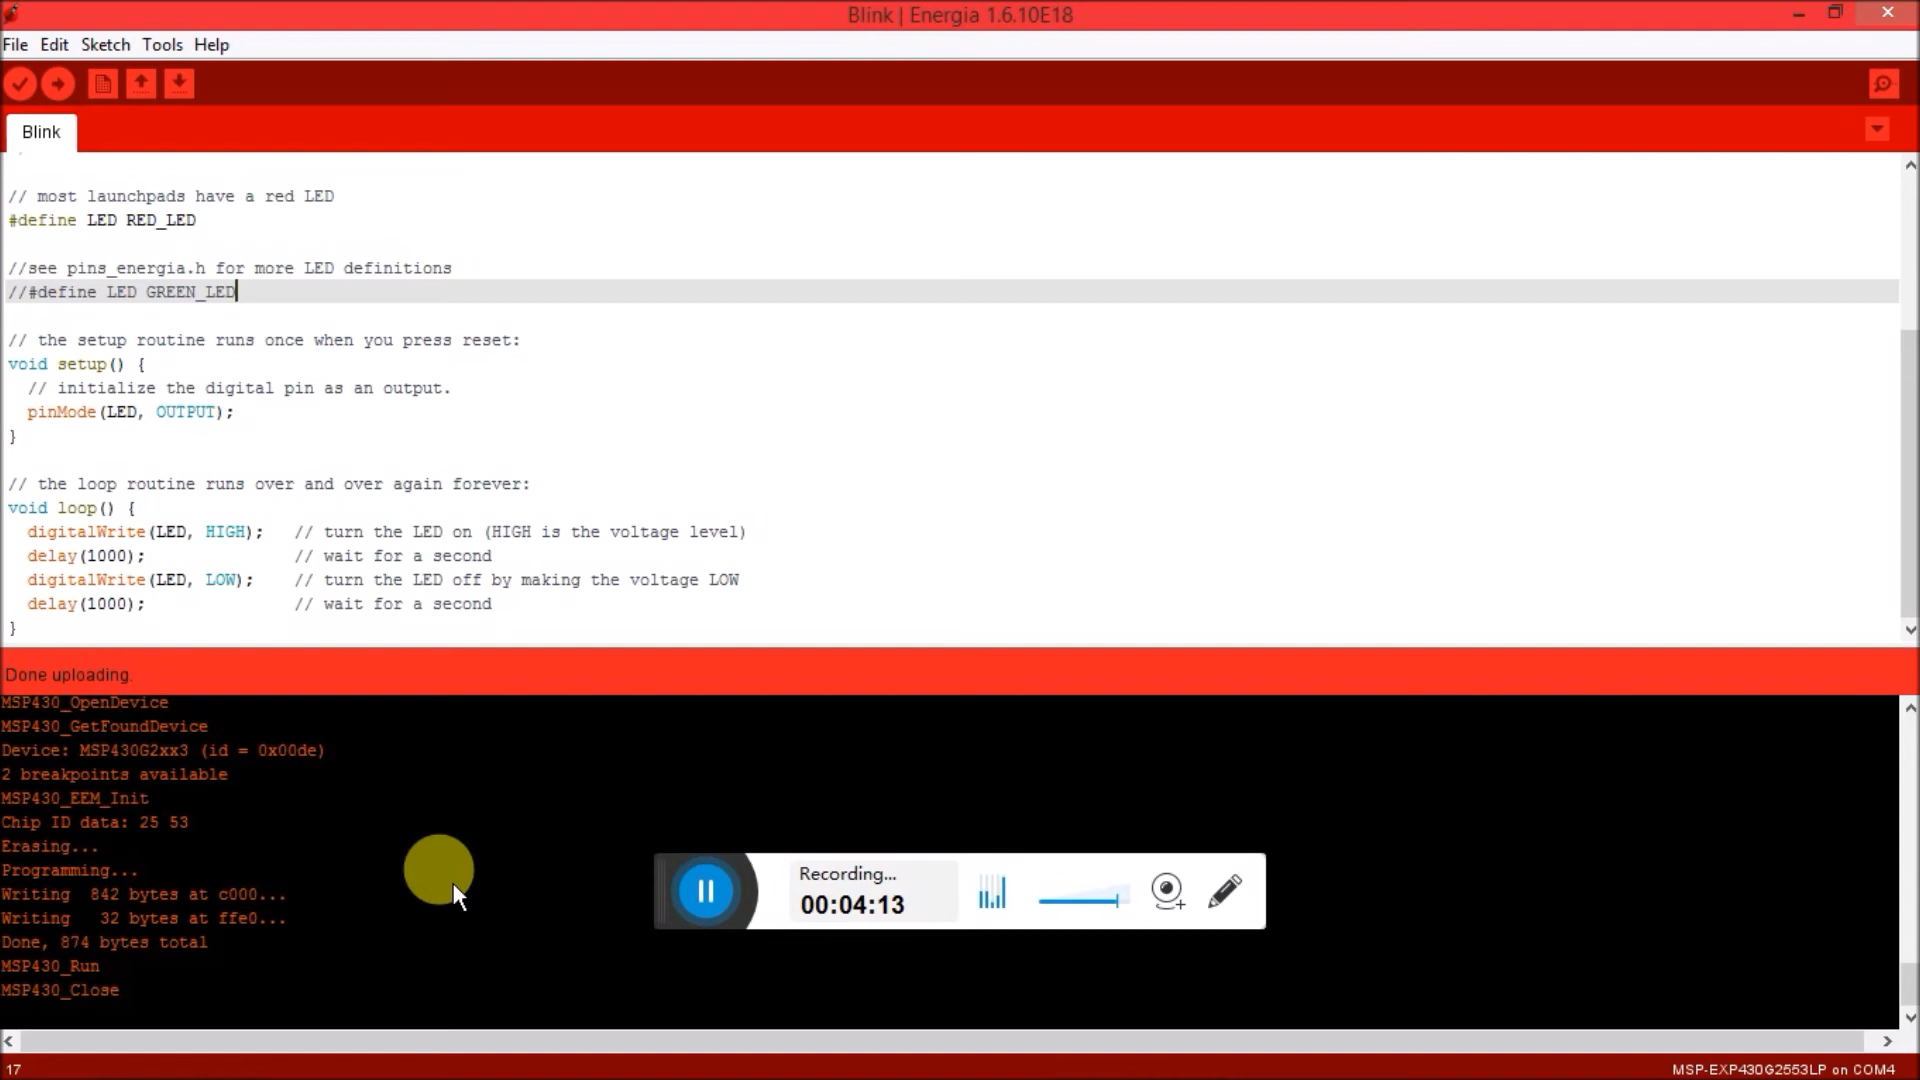 Blink | Energia 1.6.10E18
File Edit Sketch Tools Help
Blink
// most launchpads have a red LED
#define LED RED_LED
//see pins_energia.h for more LED definitions
//#define LED GREEN_LED
// the setup routine runs once when you press reset:
void setup() {
  // initialize the digital pin as an output.
  pinMode(LED, OUTPUT);
}
// the loop routine runs over and over again forever:
void loop() {
  digitalWrite(LED, HIGH);   // turn the LED on (HIGH is the voltage level)
  delay(1000);               // wait for a second
  digitalWrite(LED, LOW);    // turn the LED off by making the voltage LOW
  delay(1000);               // wait for a second
}
Done uploading.
MSP430_OpenDevice
MSP430_GetFoundDevice
Device: MSP430G2xx3 (id = 0x00de)
2 breakpoints available
MSP430_EEM_Init
Chip ID data: 25 53
Erasing...
Programming...
Writing  842 bytes at c000...
Writing   32 bytes at ffe0...
Done, 874 bytes total
MSP430_Run
MSP430_Close
Recording...
00:04:13
17
MSP-EXP430G2553LP on COM4